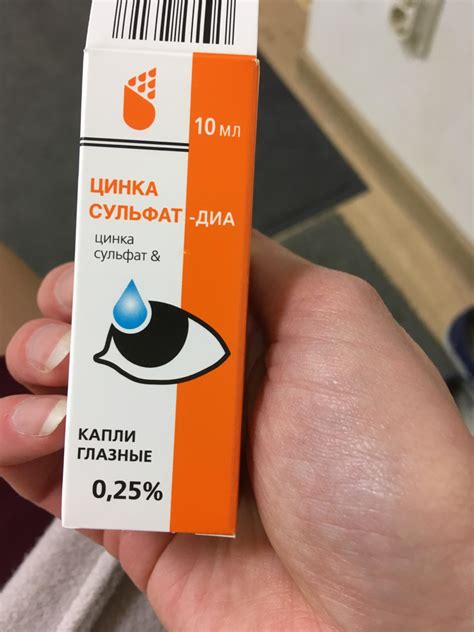 10 мл
ЦИНКА
СУЛЬФАТ-ДИА
цинка
сульфат &
КАПЛИ
ГЛАЗНЫЕ
0,25%